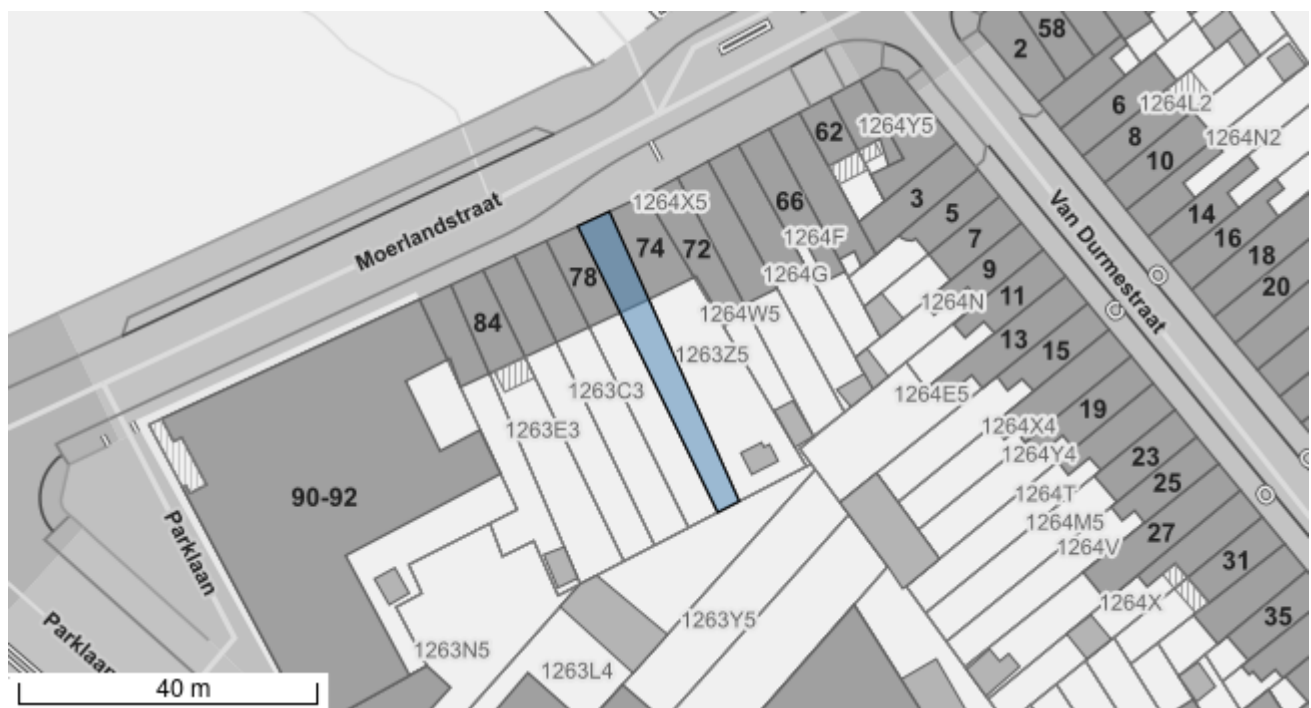 58
2
6
1264L2
8
1264N2
10
62
1264Y5
3
5
7
9
11
13
15
19
23
25
27
31
35
14
16
18
20
Van Durmestraat
Moerlandstraat
1264X5
66
1264F
1264G
74
72
78
84
1264W5
1264N
1263Z5
1263C3
1263E3
1264E5
1264X4
1264Y4
1264T
1264M5
1264V
1264X
90-92
Parklaan
Parklaan
1263N5
1263L4
1263Y5
40 m